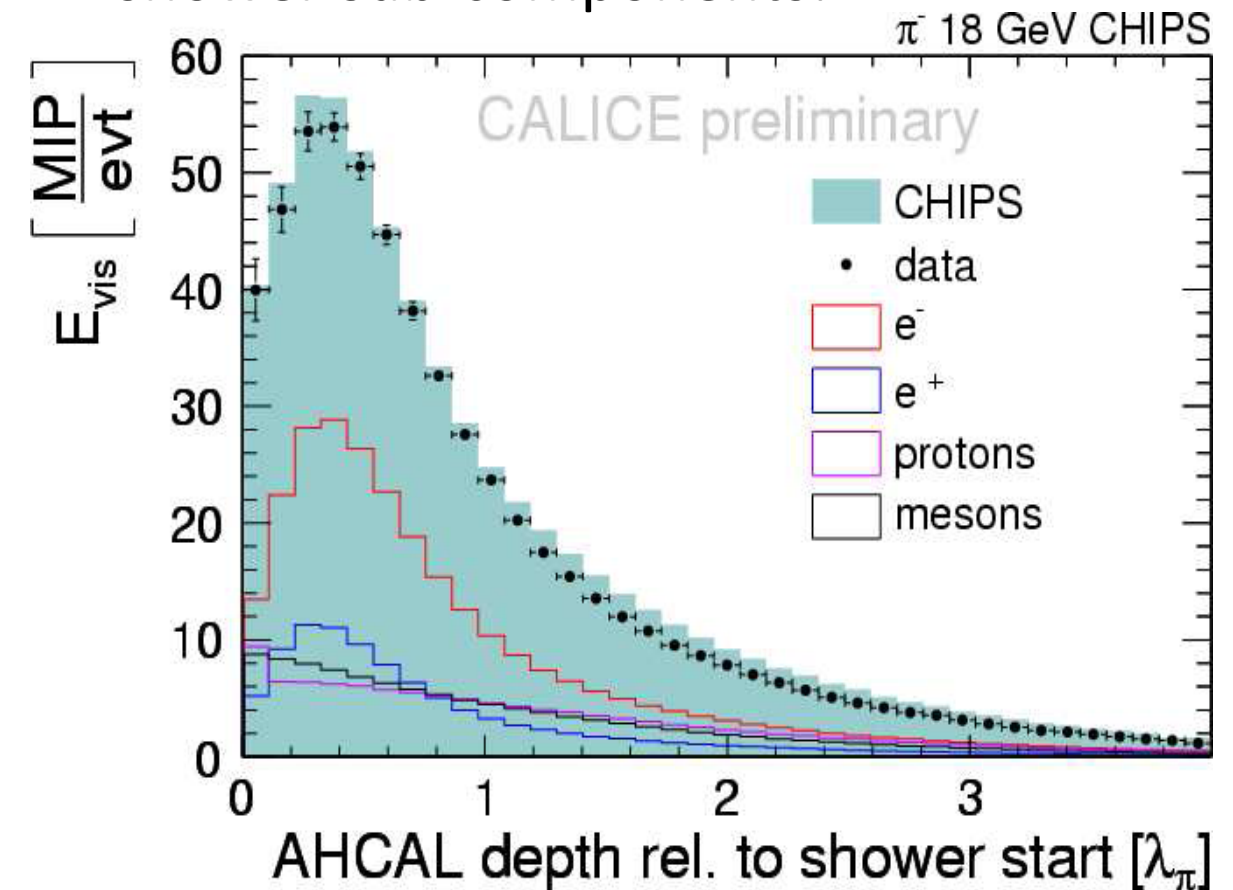 π⁻ 18 GeV CHIPS
CALICE preliminary
E_vis [MIP/evt]
60
50
40
30
20
10
0
CHIPS
data
e⁻
e⁺
protons
mesons
0 1 2 3
AHCAL depth rel. to shower start [λ_π]